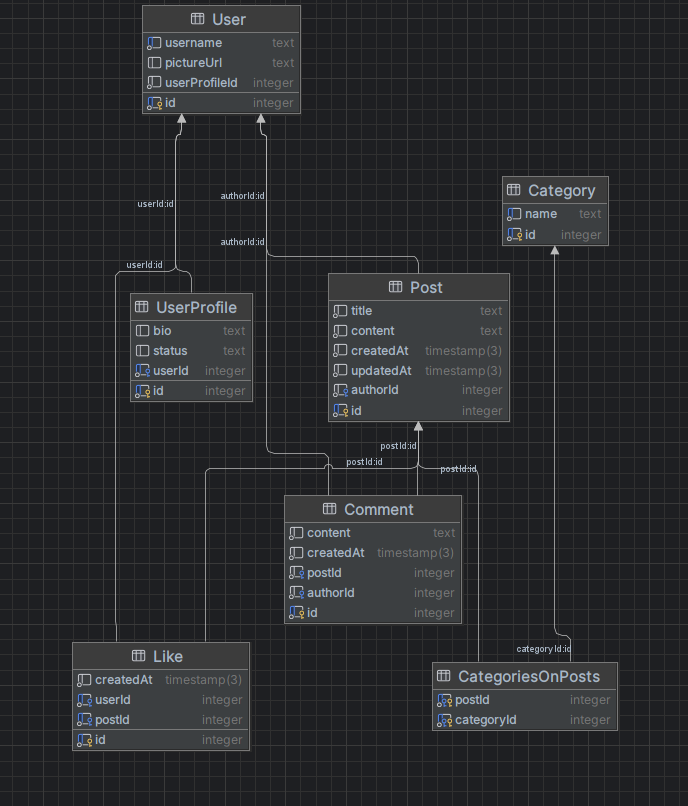 User
username text
pictureUrl text
userProfileId integer
id integer
userId:id
authorId:id
authorId:id
userId:id
Category
name text
id integer
UserProfile
bio text
status text
userId integer
id integer
Post
title text
content text
createdAt timestamp(3)
updatedAt timestamp(3)
authorId integer
id integer
postId:id
postId:id
postId:id
Comment
content text
createdAt timestamp(3)
postId integer
authorId integer
id integer
categoryId:id
Like
createdAt timestamp(3)
userId integer
postId integer
id integer
CategoriesOnPosts
postId integer
categoryId integer